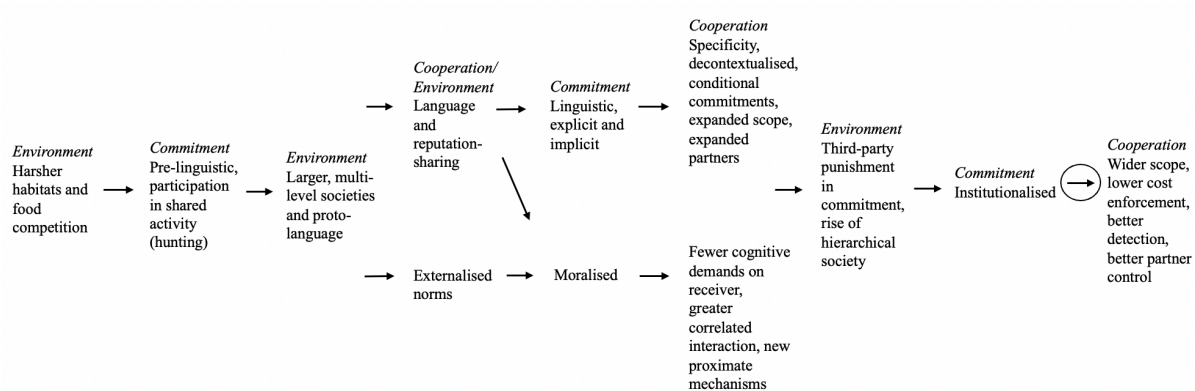 Environment
Harsher
habitats and
food
competition
Commitment
Pre-linguistic,
participation
in shared
activity
(hunting)
Environment
Larger, multi-
level societies
and proto-
language
Cooperation/
Environment
Language
and
reputation-
sharing
Externalised
norms
Commitment
Linguistic,
explicit and
implicit
Moralised
Cooperation
Specificity,
decontextualised,
conditional
commitments,
expanded scope,
expanded
partners
Fewer cognitive
demands on
receiver,
greater
correlated
interaction, new
proximate
mechanisms
Environment
Third-party
punishment
in
commitment,
rise of
hierarchical
society
Commitment
Institutionalised
Cooperation
Wider scope,
lower cost
enforcement,
better
detection,
better partner
control